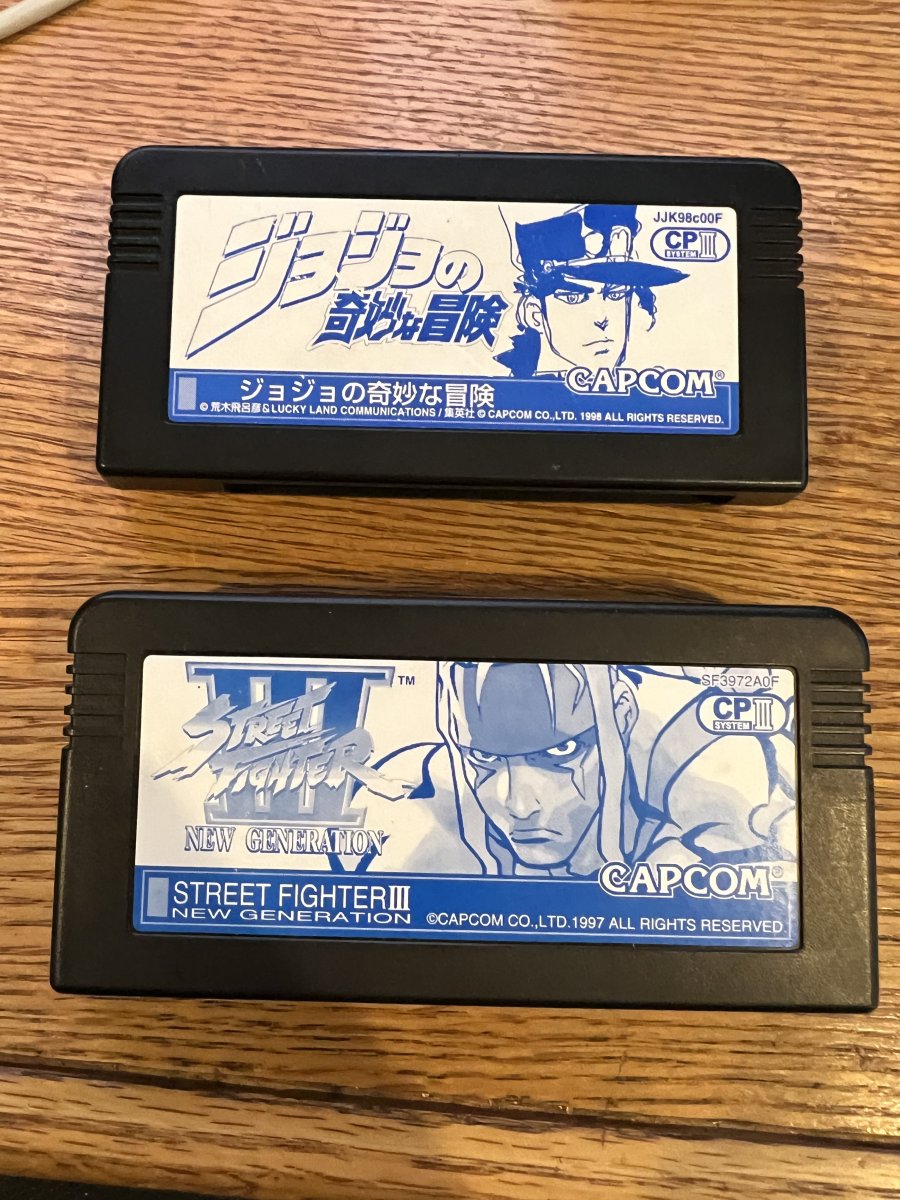 ジョジョの
奇妙な冒険
JJK98c00F
CP III
SYSTEM
CAPCOM®
ジョジョの奇妙な冒険
© 荒木飛呂彦 & LUCKY LAND COMMUNICATIONS / 集英社 © CAPCOM CO., LTD. 1998 ALL RIGHTS RESERVED.
III
STREET
FIGHTER
™
NEW GENERATION
SF3972A0F
CP III
SYSTEM
CAPCOM®
STREET FIGHTER III
NEW GENERATION
©CAPCOM CO., LTD. 1997 ALL RIGHTS RESERVED.